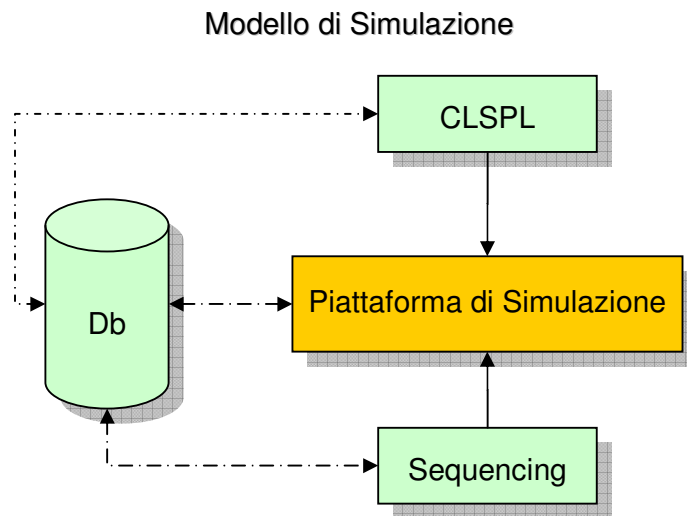 Modello di Simulazione
CLSPL
Piattaforma di Simulazione
Db
Sequencing